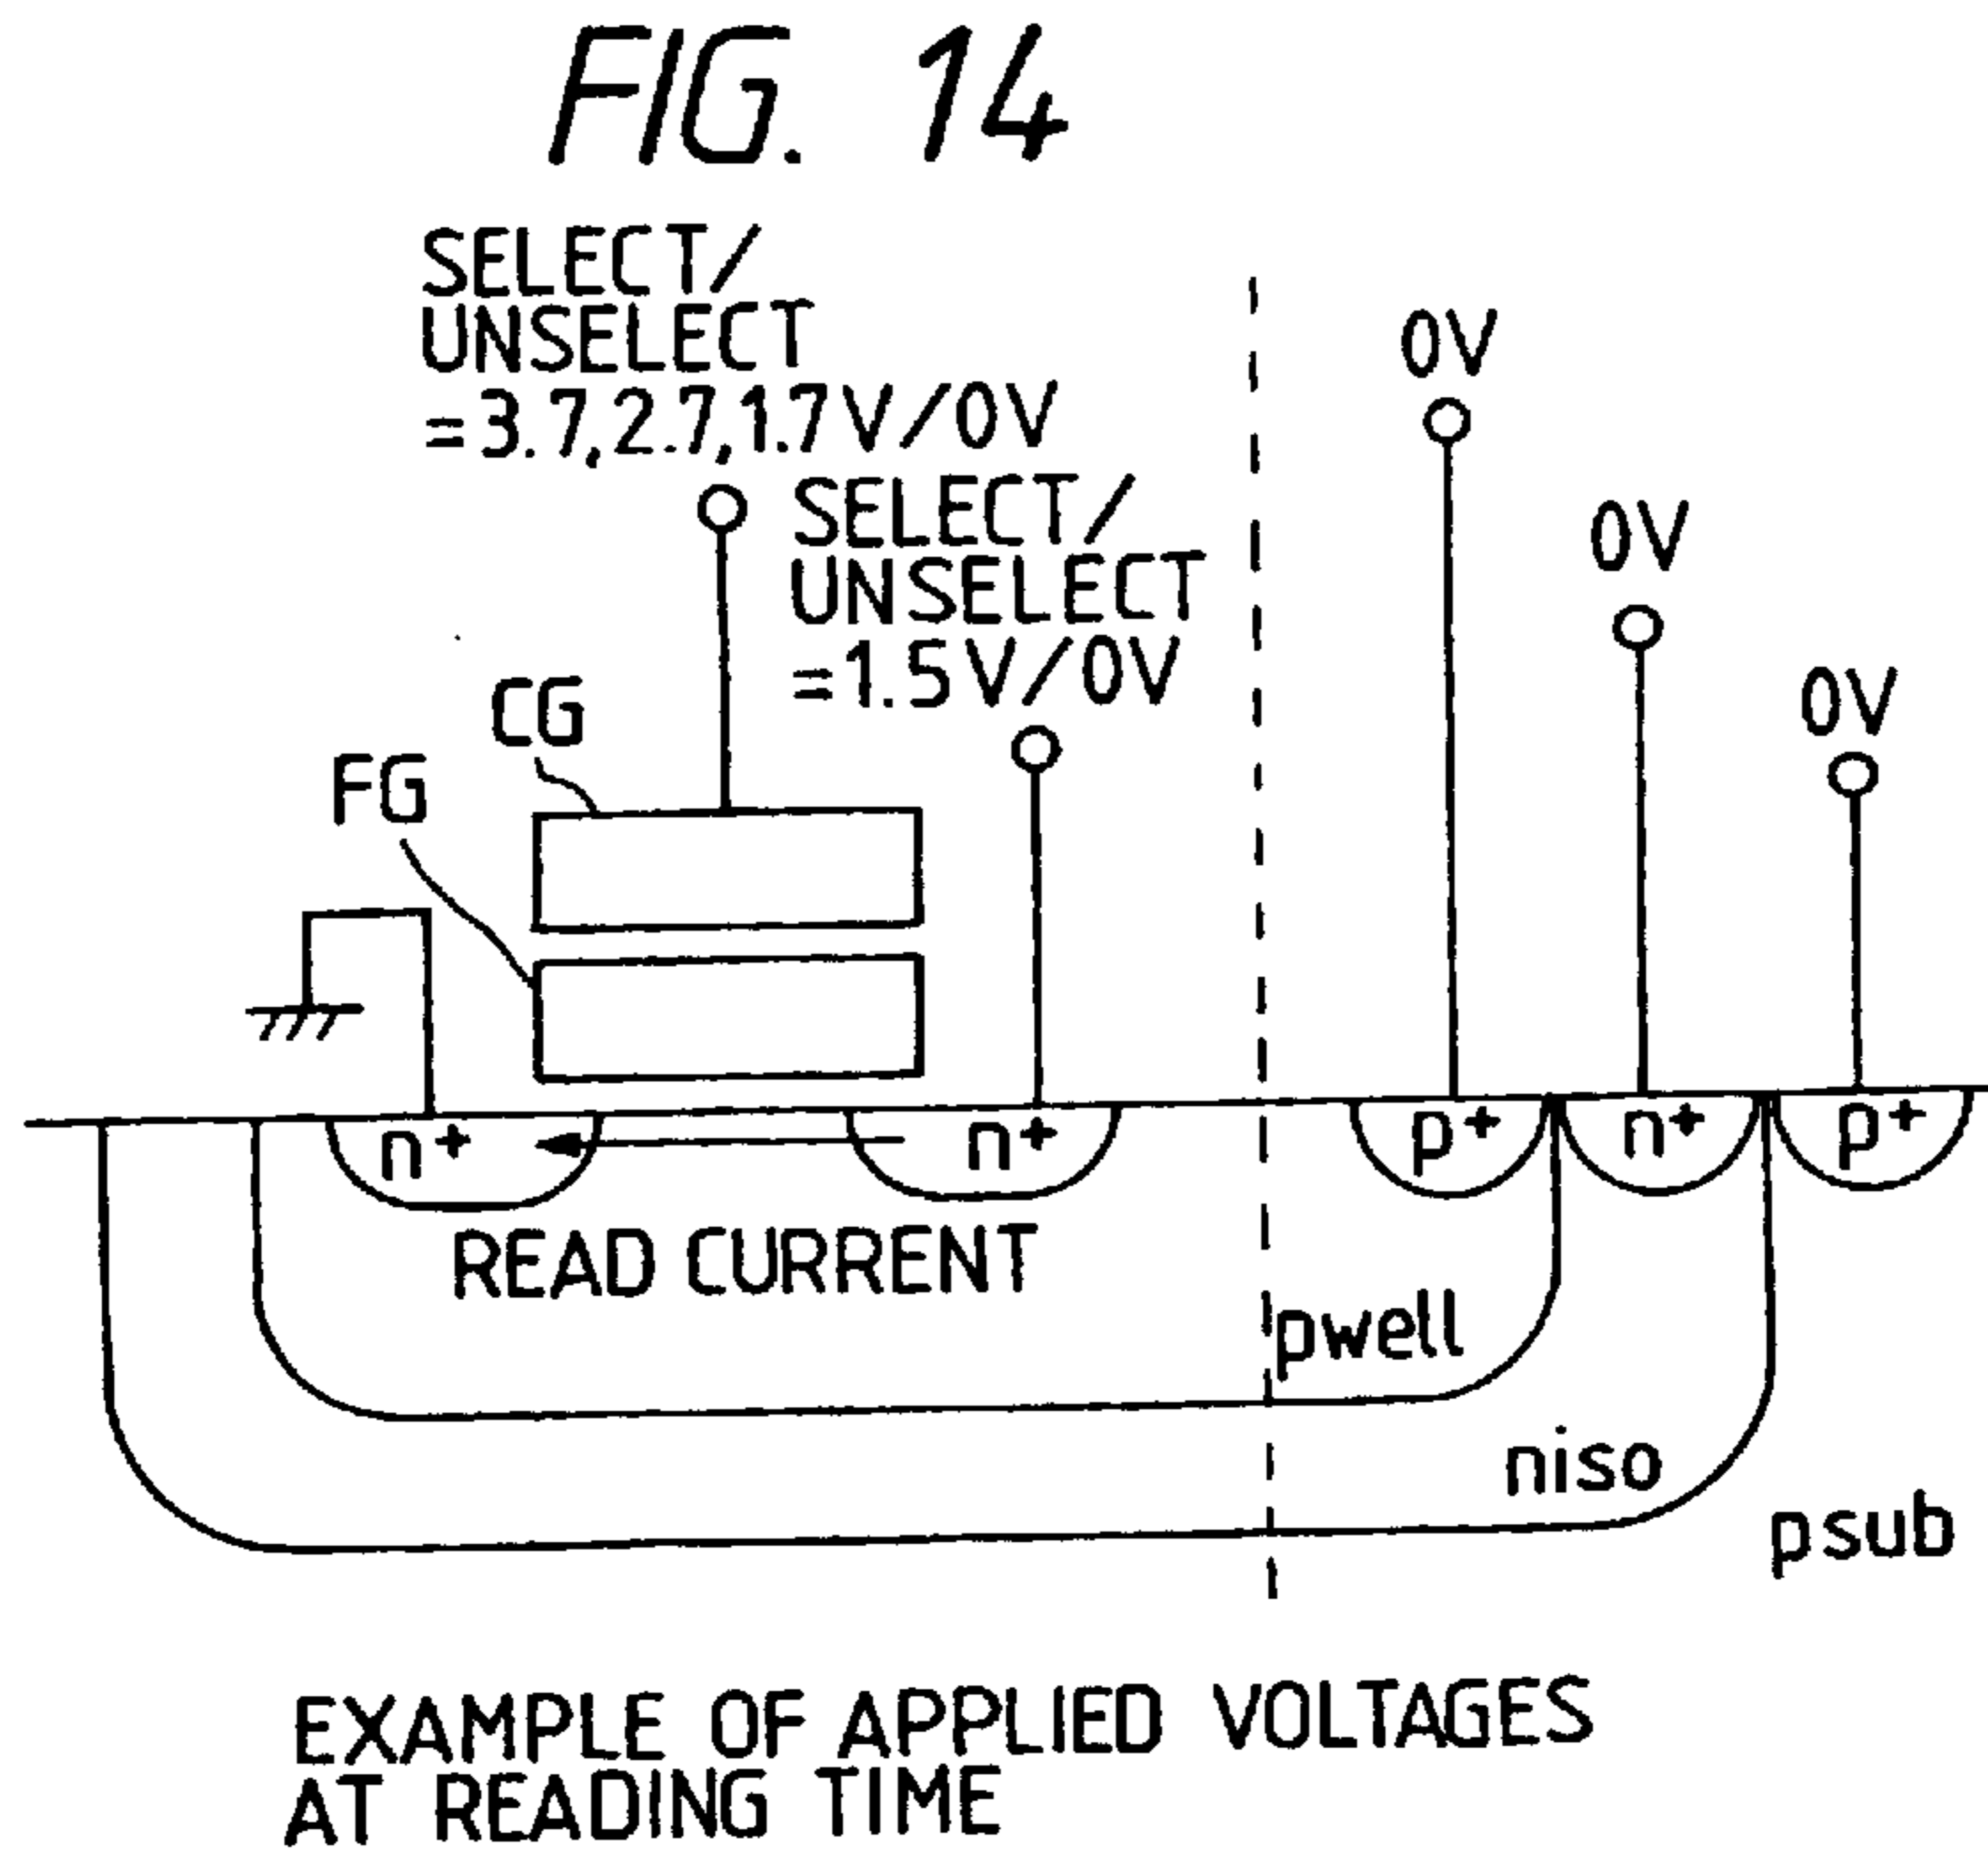 FIG. 14
SELECT/
UNSELECT
=3.7,2.7,1.7V/0V
SELECT/
UNSELECT
=1.5V/0V
0V
0V
0V
CG
FG
n+
n+
p+
n+
p+
READ CURRENT
pwell
niso
psub
EXAMPLE OF APPLIED VOLTAGES
AT READING TIME